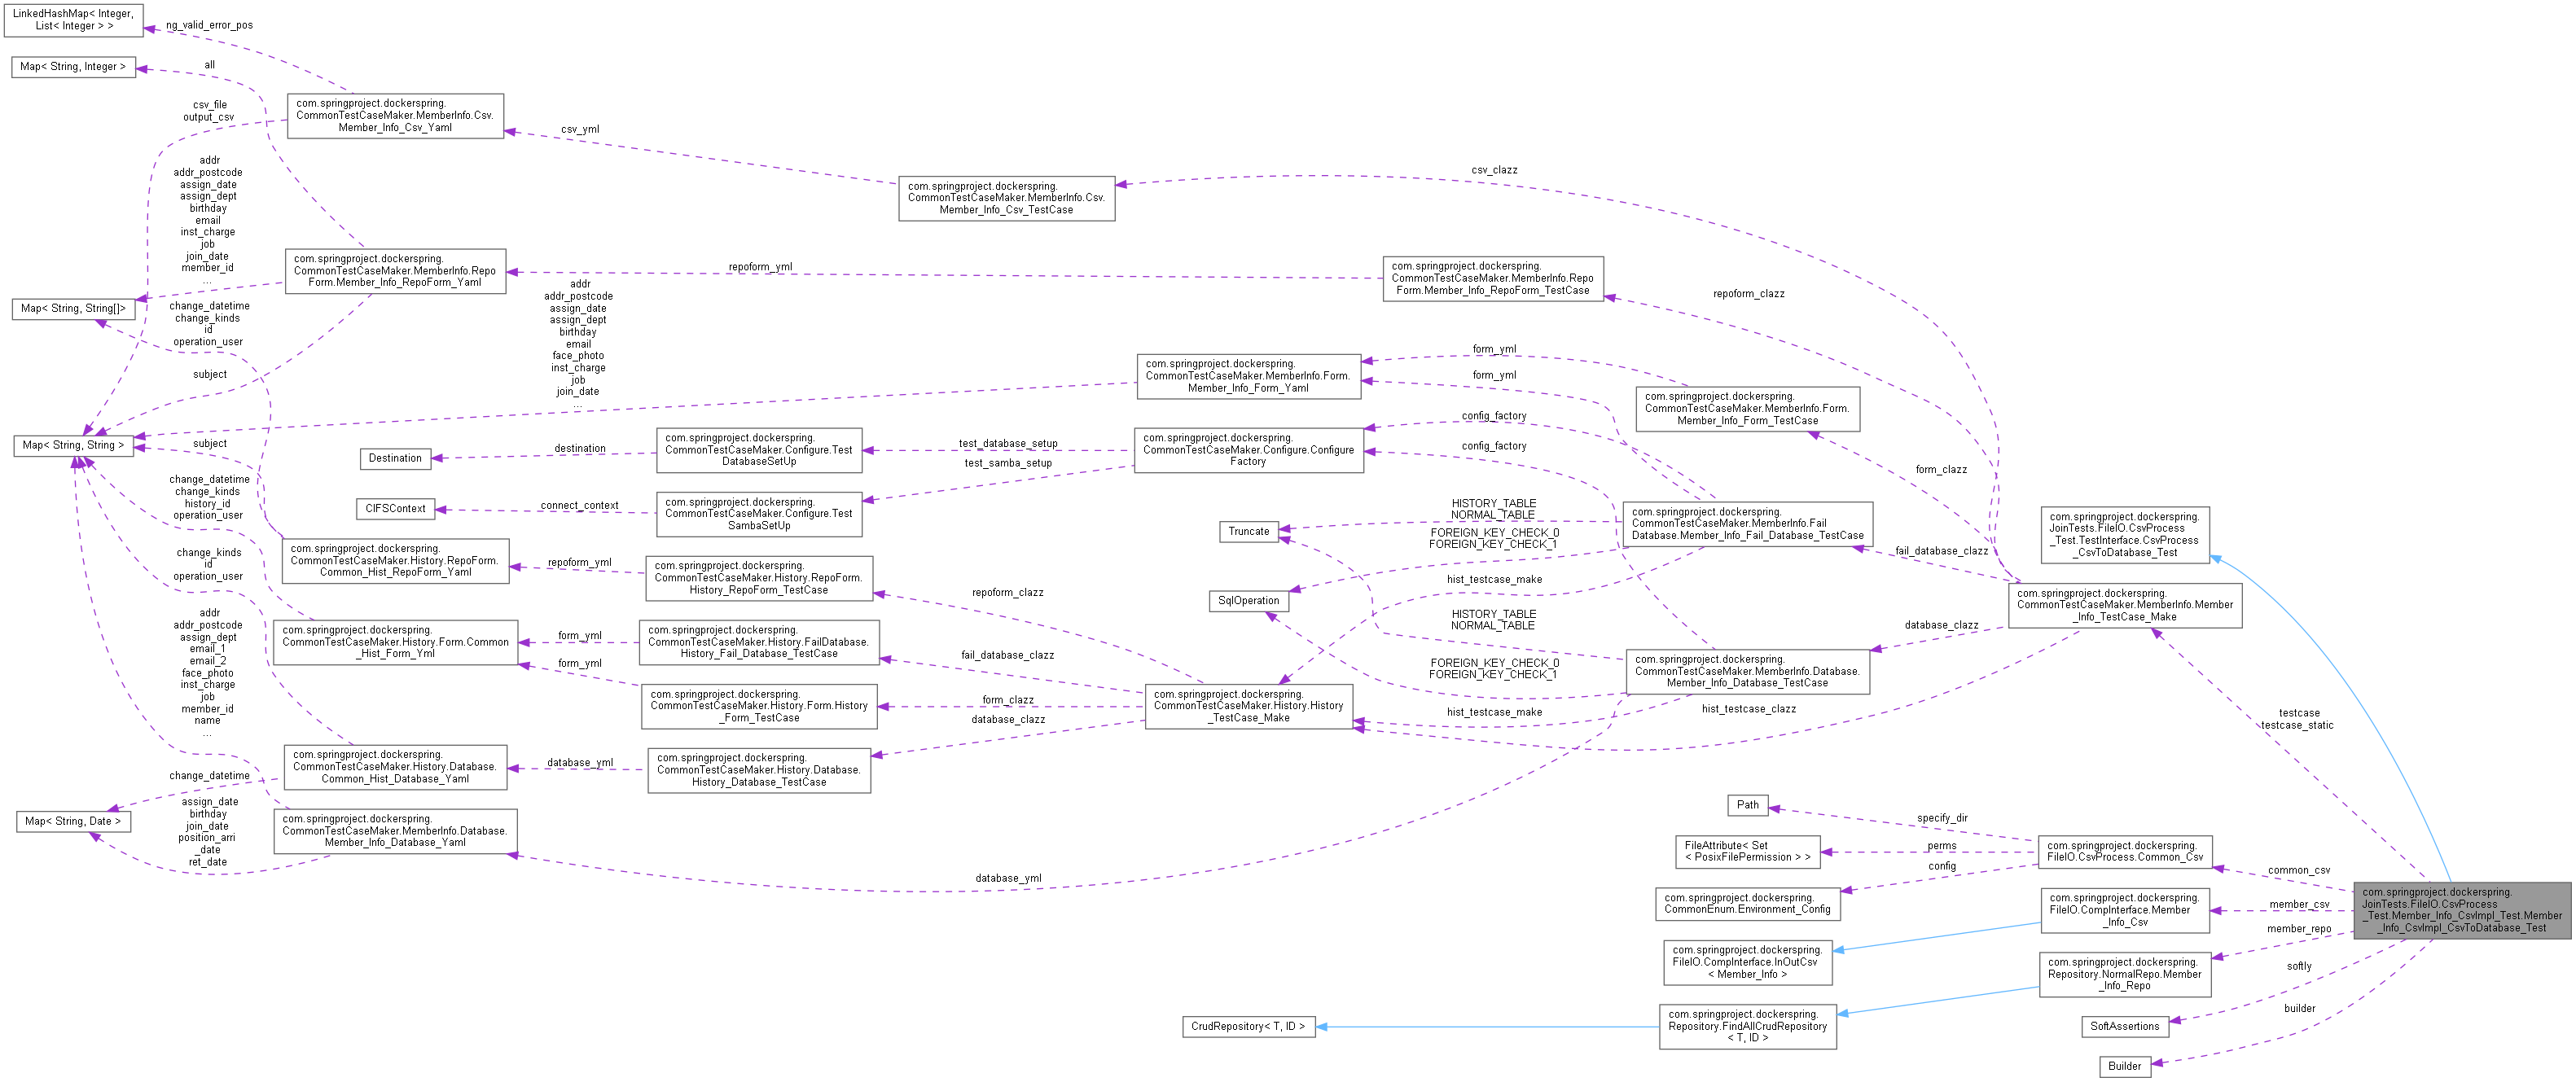 LinkedHashMap< Integer,
List< Integer > >
ng_valid_error_pos
Map< String, Integer >
all
csv_file
output_csv
com.springproject.dockerspring.
CommonTestCaseMaker.MemberInfo.Csv.
Member_Info_Csv_Yaml
csv_yml
com.springproject.dockerspring.
CommonTestCaseMaker.MemberInfo.Csv.
Member_Info_Csv_TestCase
csv_clazz
addr
addr_postcode
assign_date
assign_dept
birthday
email
inst_charge
job
join_date
member_id
...
com.springproject.dockerspring.
CommonTestCaseMaker.MemberInfo.Repo
Form.Member_Info_RepoForm_Yaml
repoform_yml
com.springproject.dockerspring.
CommonTestCaseMaker.MemberInfo.Repo
Form.Member_Info_RepoForm_TestCase
repoform_clazz
Map< String, String[]>
change_datetime
change_kinds
id
operation_user
subject
addr
addr_postcode
assign_date
assign_dept
birthday
email
face_photo
inst_charge
job
join_date
...
com.springproject.dockerspring.
CommonTestCaseMaker.MemberInfo.Form.
Member_Info_Form_Yaml
form_yml
form_yml
com.springproject.dockerspring.
CommonTestCaseMaker.MemberInfo.Form.
Member_Info_Form_TestCase
form_clazz
Map< String, String >
subject
Destination
destination
com.springproject.dockerspring.
CommonTestCaseMaker.Configure.Test
DatabaseSetUp
test_database_setup
test_samba_setup
com.springproject.dockerspring.
CommonTestCaseMaker.Configure.Configure
Factory
config_factory
config_factory
CIFSContext
connect_context
com.springproject.dockerspring.
CommonTestCaseMaker.Configure.Test
SambaSetUp
change_datetime
change_kinds
history_id
operation_user
Truncate
HISTORY_TABLE
NORMAL_TABLE
FOREIGN_KEY_CHECK_0
FOREIGN_KEY_CHECK_1
com.springproject.dockerspring.
CommonTestCaseMaker.MemberInfo.Fail
Database.Member_Info_Fail_Database_TestCase
fail_database_clazz
com.springproject.dockerspring.
JoinTests.FileIO.CsvProcess
_Test.TestInterface.CsvProcess
_CsvToDatabase_Test
com.springproject.dockerspring.
CommonTestCaseMaker.History.RepoForm.
Common_Hist_RepoForm_Yaml
repoform_yml
com.springproject.dockerspring.
CommonTestCaseMaker.History.RepoForm.
History_RepoForm_TestCase
repoform_clazz
hist_testcase_make
SqlOperation
com.springproject.dockerspring.
CommonTestCaseMaker.MemberInfo.Member
_Info_TestCase_Make
change_kinds
id
operation_user
HISTORY_TABLE
NORMAL_TABLE
database_clazz
com.springproject.dockerspring.
CommonTestCaseMaker.History.Form.Common
_Hist_Form_Yml
form_yml
form_yml
com.springproject.dockerspring.
CommonTestCaseMaker.History.FailDatabase.
History_Fail_Database_TestCase
fail_database_clazz
FOREIGN_KEY_CHECK_0
FOREIGN_KEY_CHECK_1
com.springproject.dockerspring.
CommonTestCaseMaker.MemberInfo.Database.
Member_Info_Database_TestCase
addr
addr_postcode
assign_dept
email_1
email_2
face_photo
inst_charge
job
member_id
name
...
com.springproject.dockerspring.
CommonTestCaseMaker.History.Form.History
_Form_TestCase
form_clazz
database_clazz
com.springproject.dockerspring.
CommonTestCaseMaker.History.History
_TestCase_Make
hist_testcase_make
hist_testcase_clazz
testcase
testcase_static
com.springproject.dockerspring.
CommonTestCaseMaker.History.Database.
Common_Hist_Database_Yaml
database_yml
com.springproject.dockerspring.
CommonTestCaseMaker.History.Database.
History_Database_TestCase
change_datetime
Map< String, Date >
assign_date
birthday
join_date
position_arri
_date
ret_date
com.springproject.dockerspring.
CommonTestCaseMaker.MemberInfo.Database.
Member_Info_Database_Yaml
database_yml
Path
specify_dir
FileAttribute< Set
< PosixFilePermission > >
perms
config
com.springproject.dockerspring.
FileIO.CsvProcess.Common_Csv
common_csv
com.springproject.dockerspring.
CommonEnum.Environment_Config
com.springproject.dockerspring.
FileIO.CompInterface.Member
_Info_Csv
member_csv
com.springproject.dockerspring.
JoinTests.FileIO.CsvProcess
_Test.Member_Info_CsvImpl_Test.Member
_Info_CsvImpl_CsvToDatabase_Test
com.springproject.dockerspring.
FileIO.CompInterface.InOutCsv
< Member_Info >
member_repo
com.springproject.dockerspring.
Repository.NormalRepo.Member
_Info_Repo
softly
CrudRepository< T, ID >
com.springproject.dockerspring.
Repository.FindAllCrudRepository
< T, ID >
SoftAssertions
builder
Builder